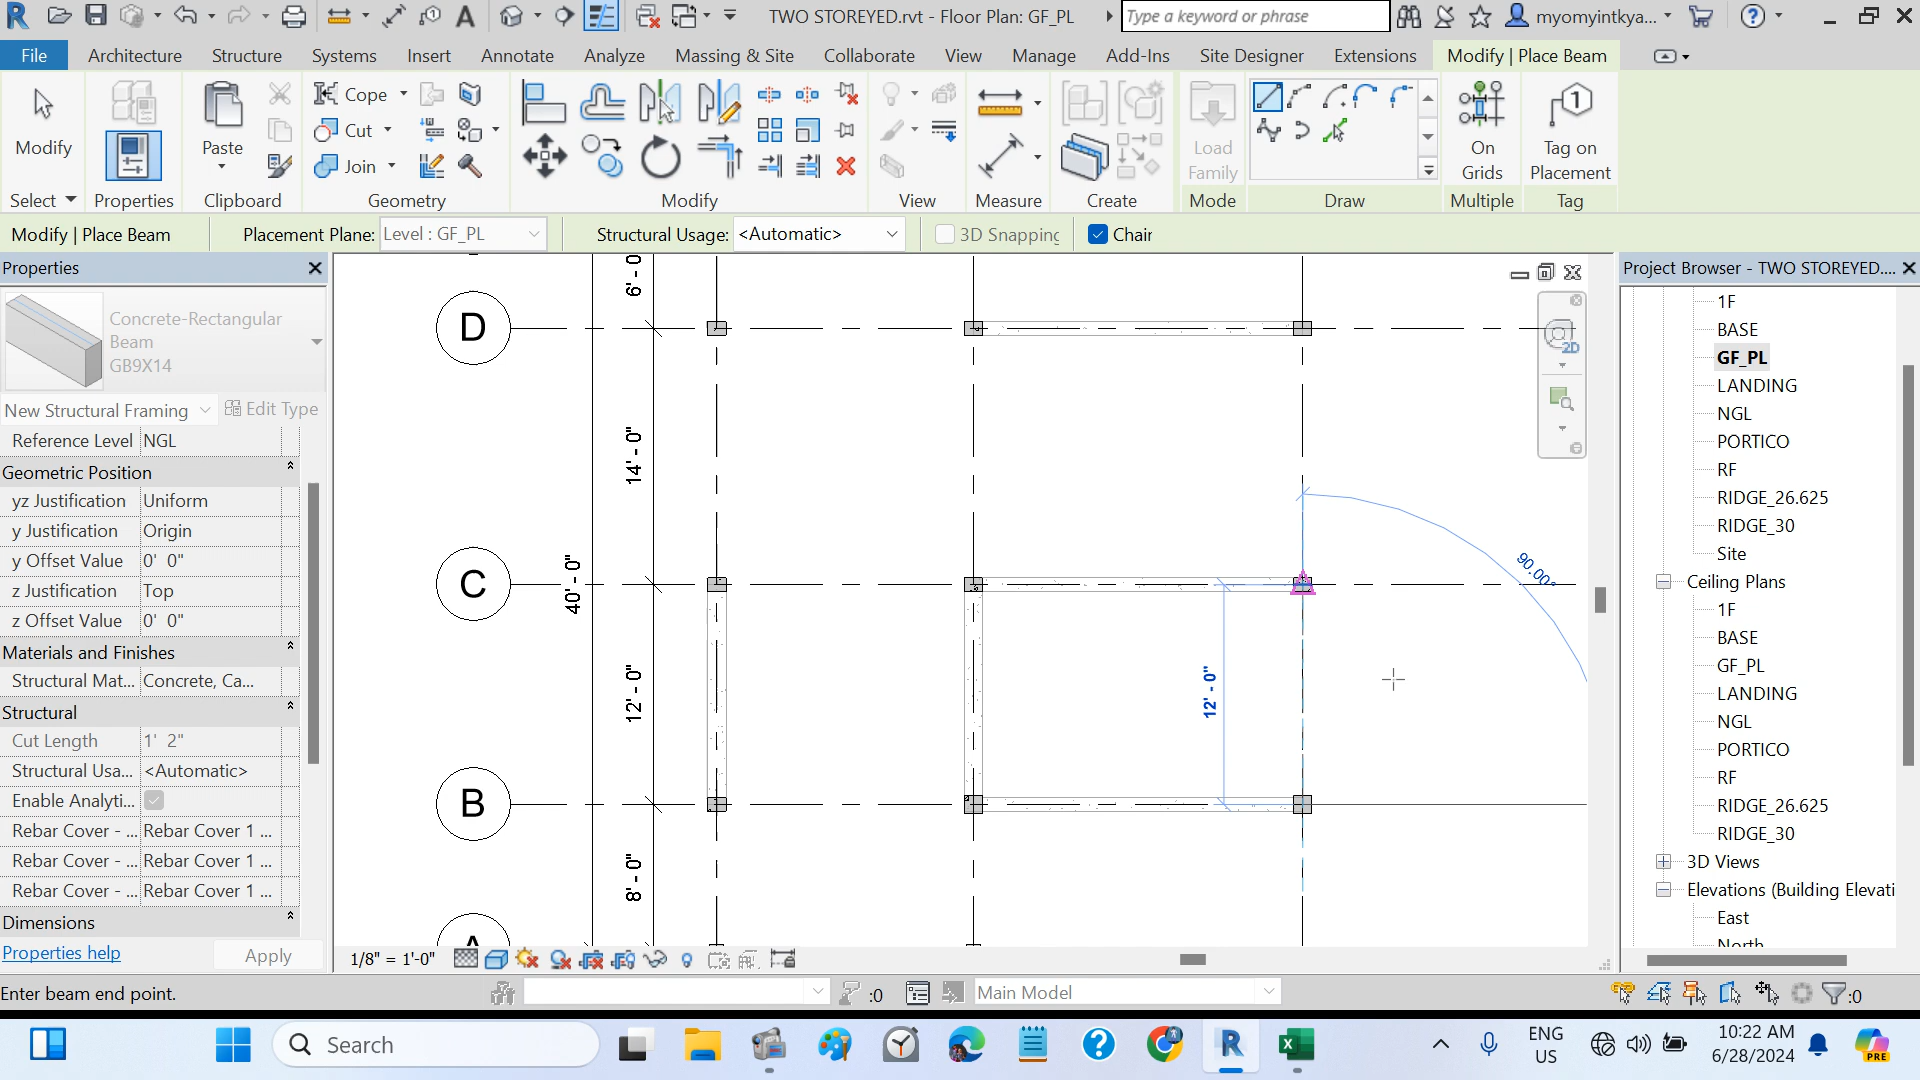 TWO STOREYED.rvt - Floor Plan: GF_PL
Type a keyword or phrase
myomyintkya...
File
Architecture
Structure
Systems
Insert
Annotate
Analyze
Massing & Site
Collaborate
View
Manage
Add-Ins
Site Designer
Extensions
Modify | Place Beam
Modify
Paste
Cope
Cut
Join
Load Family
On Grids
Tag on Placement
Select
Properties
Clipboard
Geometry
Modify
View
Measure
Create
Mode
Draw
Multiple
Tag
Modify | Place Beam
Placement Plane: Level : GF_PL
Structural Usage: <Automatic>
3D Snapping
Chair
Properties
Concrete-Rectangular
Beam
GB9X14
New Structural Framing
Edit Type
Reference Level NGL
Geometric Position
yz Justification Uniform
y Justification Origin
y Offset Value 0' 0"
z Justification Top
z Offset Value 0' 0"
Materials and Finishes
Structural Mat... Concrete, Ca...
Structural
Cut Length 1' 2"
Structural Usa... <Automatic>
Enable Analyti...
Rebar Cover - ... Rebar Cover 1 ...
Rebar Cover - ... Rebar Cover 1 ...
Rebar Cover - ... Rebar Cover 1 ...
Dimensions
Properties help
Apply
D
C
B
A
6' - 0
14' - 0"
40' - 0"
12' - 0"
8' - 0"
12' - 0"
90.00°
2D
Project Browser - TWO STOREYED....
1F
BASE
GF_PL
LANDING
NGL
PORTICO
RF
RIDGE_26.625
RIDGE_30
Site
Ceiling Plans
1F
BASE
GF_PL
LANDING
NGL
PORTICO
RF
RIDGE_26.625
RIDGE_30
3D Views
Elevations (Building Elevati
East
North
1/8" = 1'-0"
Enter beam end point.
:0
Main Model
:0
Search
ENG
US
10:22 AM
6/28/2024
PRE